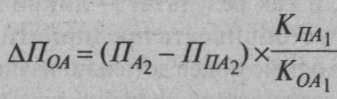 ΔП_ОА = (П_А₂ − П_ПА₂) × К_ПА₁ / К_ОА₁